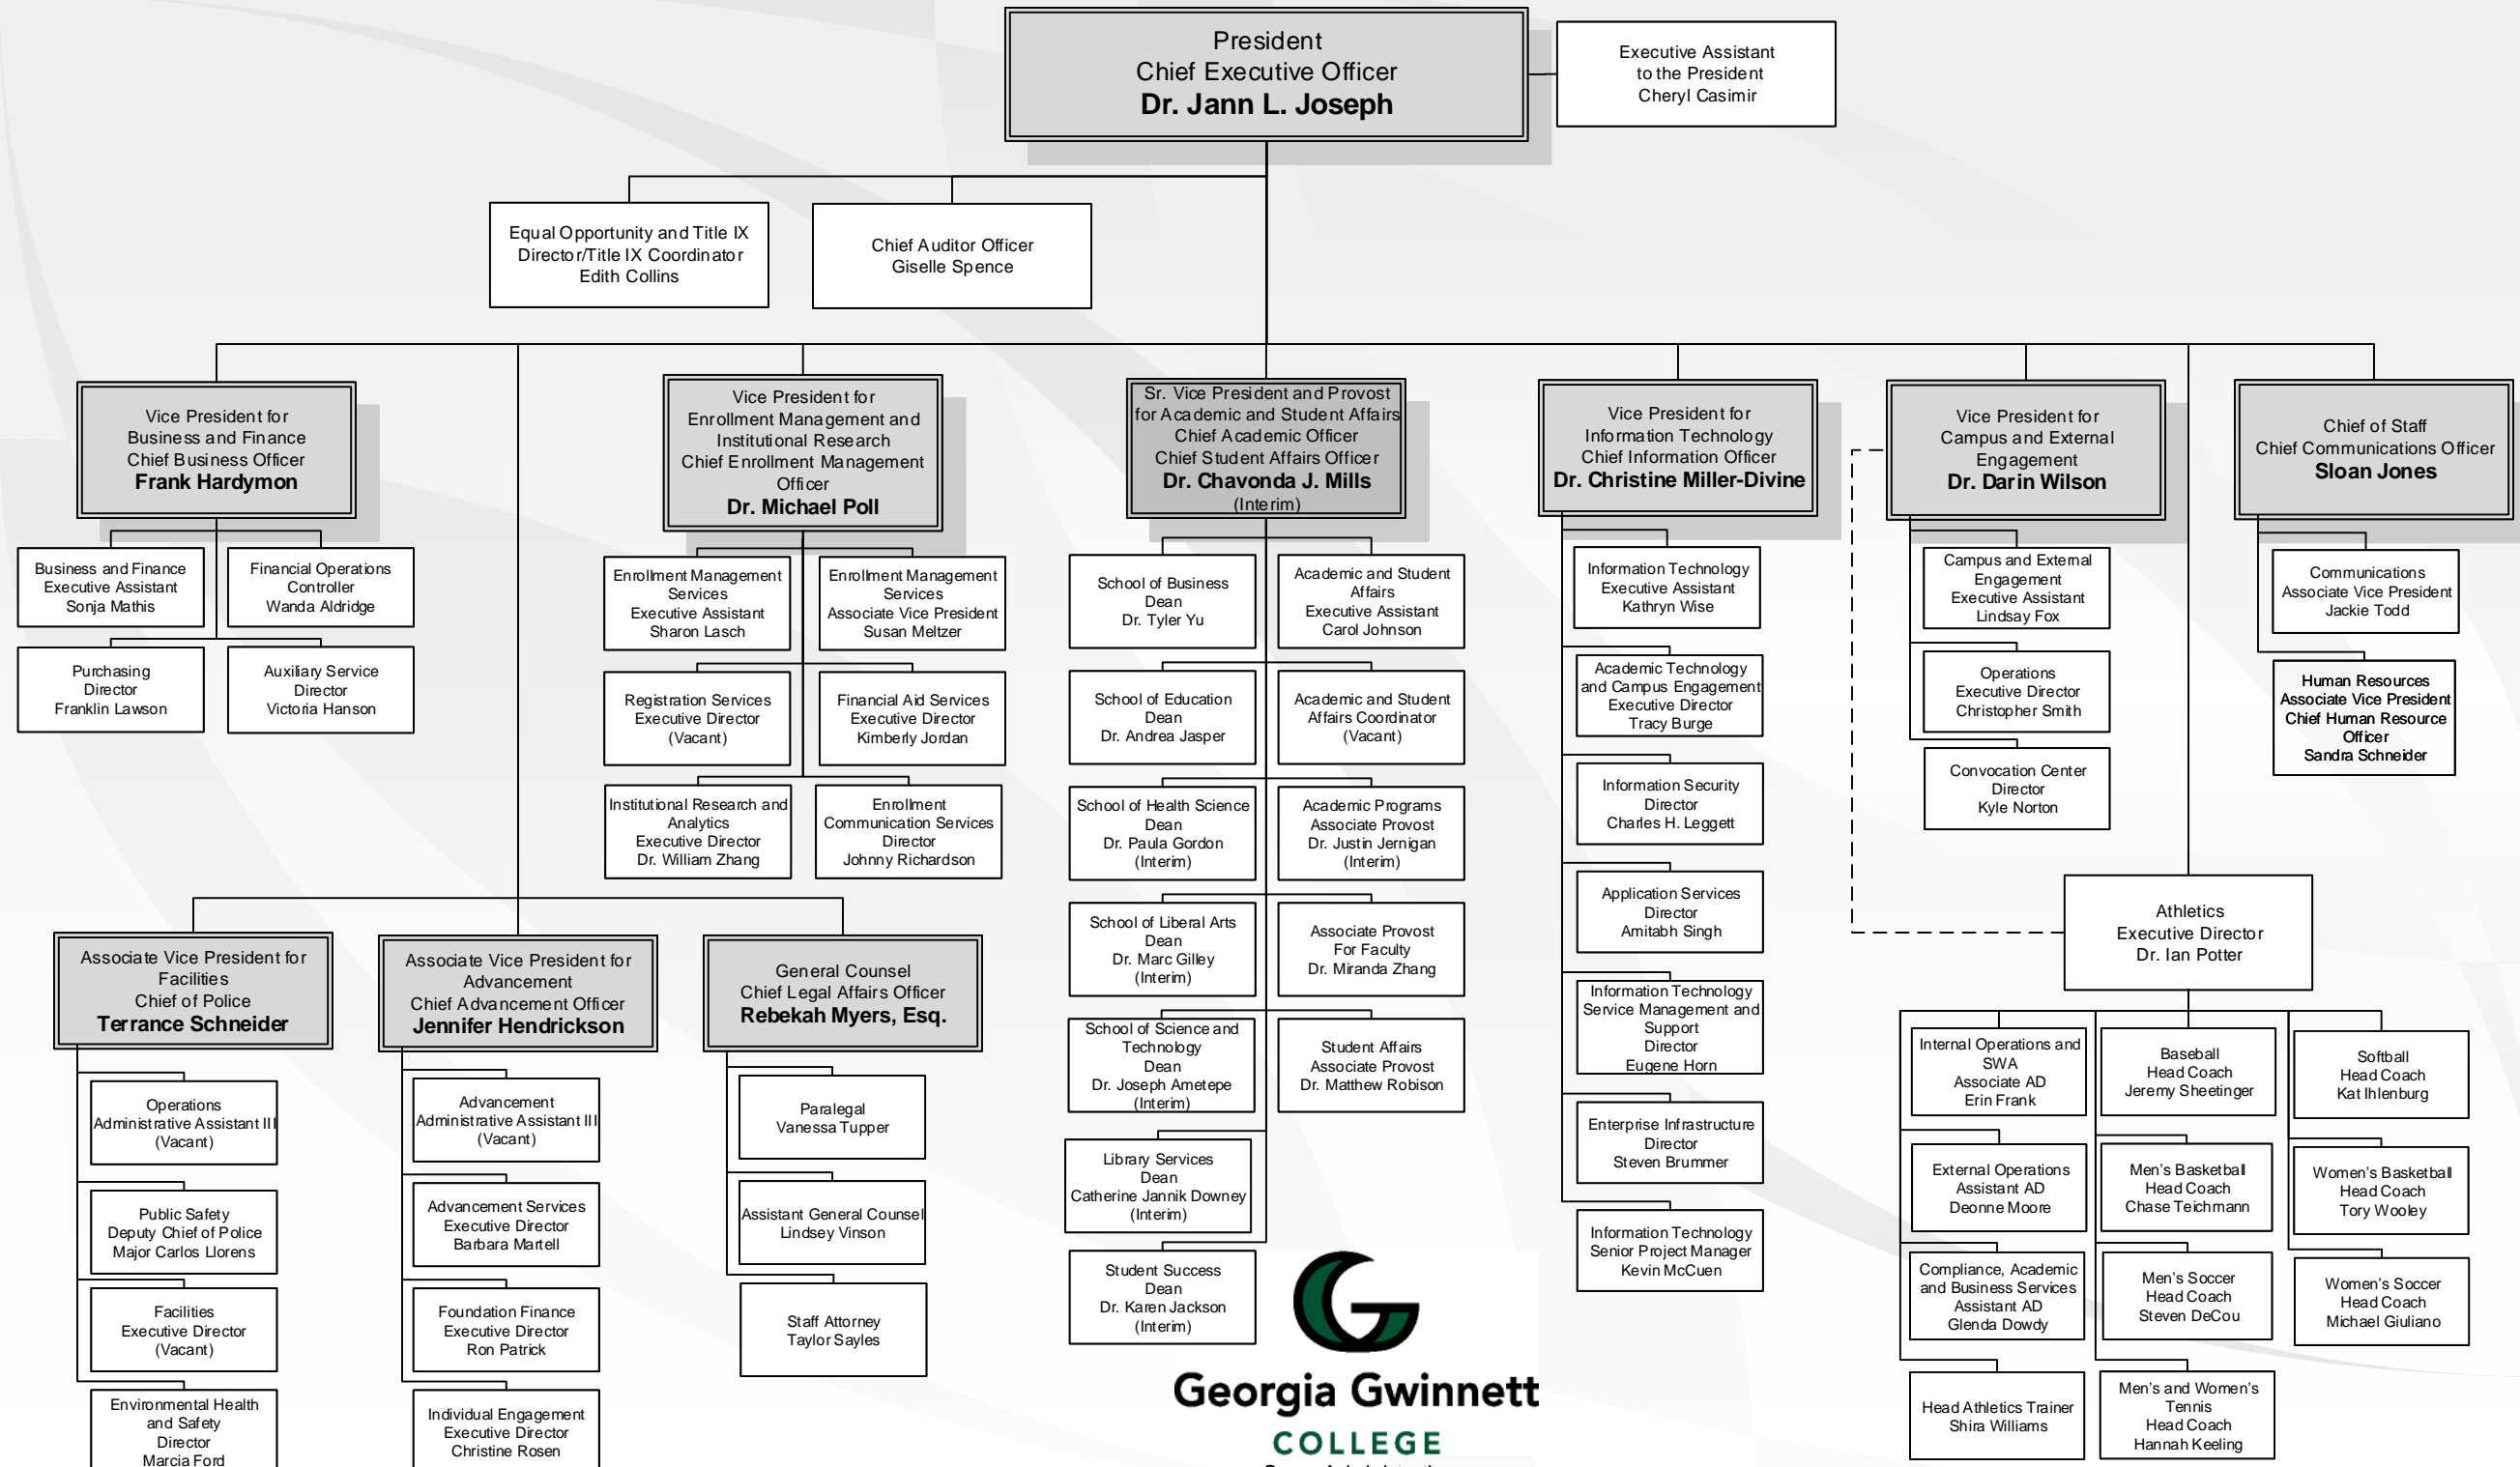 President
Chief Executive Officer
Dr. Jann L. Joseph
Executive Assistant
to the President
Cheryl Casimir
Equal Opportunity and Title IX
Director/Title IX Coordinator
Edith Collins
Chief Auditor Officer
Giselle Spence
Vice President for
Business and Finance
Chief Business Officer
Frank Hardymon
Vice President for
Enrollment Management and
Institutional Research
Chief Enrollment Management
Officer
Dr. Michael Poll
Sr. Vice President and Provost
for Academic and Student Affairs
Chief Academic Officer
Chief Student Affairs Officer
Dr. Chavonda J. Mills
(Interim)
Vice President for
Information Technology
Chief Information Officer
Dr. Christine Miller-Divine
Vice President for
Campus and External
Engagement
Dr. Darin Wilson
Chief of Staff
Chief Communications Officer
Sloan Jones
Business and Finance
Executive Assistant
Sonja Mathis
Financial Operations
Controller
Wanda Aldridge
Purchasing
Director
Franklin Lawson
Auxiliary Service
Director
Victoria Hanson
Enrollment Management
Services
Executive Assistant
Sharon Lasch
Enrollment Management
Services
Associate Vice President
Susan Meltzer
Registration Services
Executive Director
(Vacant)
Financial Aid Services
Executive Director
Kimberly Jordan
Institutional Research and
Analytics
Executive Director
Dr. William Zhang
Enrollment
Communication Services
Director
Johnny Richardson
School of Business
Dean
Dr. Tyler Yu
Academic and Student
Affairs
Executive Assistant
Carol Johnson
School of Education
Dean
Dr. Andrea Jasper
Academic and Student
Affairs Coordinator
(Vacant)
School of Health Science
Dean
Dr. Paula Gordon
(Interim)
Academic Programs
Associate Provost
Dr. Justin Jernigan
(Interim)
School of Liberal Arts
Dean
Dr. Marc Gilley
(Interim)
Associate Provost
For Faculty
Dr. Miranda Zhang
School of Science and
Technology
Dean
Dr. Joseph Ametepe
(Interim)
Student Affairs
Associate Provost
Dr. Matthew Robison
Library Services
Dean
Catherine Jannik Downey
(Interim)
Student Success
Dean
Dr. Karen Jackson
(Interim)
Information Technology
Executive Assistant
Kathryn Wise
Academic Technology
and Campus Engagement
Executive Director
Tracy Burge
Information Security
Director
Charles H. Leggett
Application Services
Director
Amitabh Singh
Information Technology
Service Management and
Support
Director
Eugene Horn
Enterprise Infrastructure
Director
Steven Brummer
Information Technology
Senior Project Manager
Kevin McCuen
Campus and External
Engagement
Executive Assistant
Lindsay Fox
Operations
Executive Director
Christopher Smith
Convocation Center
Director
Kyle Norton
Communications
Associate Vice President
Jackie Todd
Human Resources
Associate Vice President
Chief Human Resource
Officer
Sandra Schneider
Associate Vice President for
Facilities
Chief of Police
Terrance Schneider
Associate Vice President for
Advancement
Chief Advancement Officer
Jennifer Hendrickson
General Counsel
Chief Legal Affairs Officer
Rebekah Myers, Esq.
Operations
Administrative Assistant III
(Vacant)
Public Safety
Deputy Chief of Police
Major Carlos Llorens
Facilities
Executive Director
(Vacant)
Environmental Health
and Safety
Director
Marcia Ford
Advancement
Administrative Assistant III
(Vacant)
Advancement Services
Executive Director
Barbara Martell
Foundation Finance
Executive Director
Ron Patrick
Individual Engagement
Executive Director
Christine Rosen
Paralegal
Vanessa Tupper
Assistant General Counsel
Lindsey Vinson
Staff Attorney
Taylor Sayles
Athletics
Executive Director
Dr. Ian Potter
Internal Operations and
SWA
Associate AD
Erin Frank
External Operations
Assistant AD
Deonne Moore
Compliance, Academic
and Business Services
Assistant AD
Glenda Dowdy
Head Athletics Trainer
Shira Williams
Baseball
Head Coach
Jeremy Sheetinger
Men's Basketball
Head Coach
Chase Teichmann
Men's Soccer
Head Coach
Steven DeCou
Men's and Women's
Tennis
Head Coach
Hannah Keeling
Softball
Head Coach
Kat Ihlenburg
Women's Basketball
Head Coach
Tory Wooley
Women's Soccer
Head Coach
Michael Giuliano
Georgia Gwinnett
COLLEGE